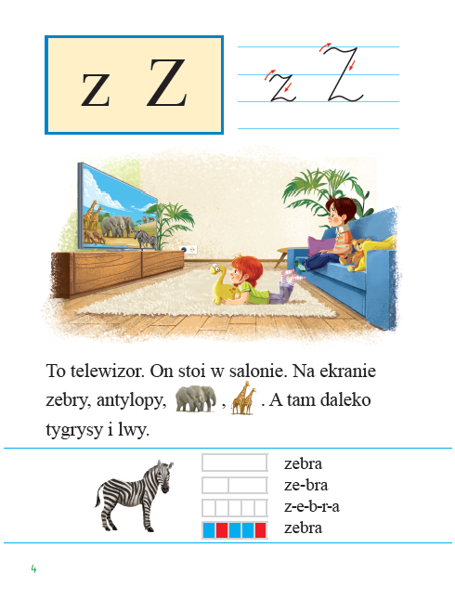 z Z
z Z
To telewizor. On stoi w salonie. Na ekranie
zebry, antylopy, , . A tam daleko
tygrysy i lwy.
zebra
ze-bra
z-e-b-r-a
zebra
4